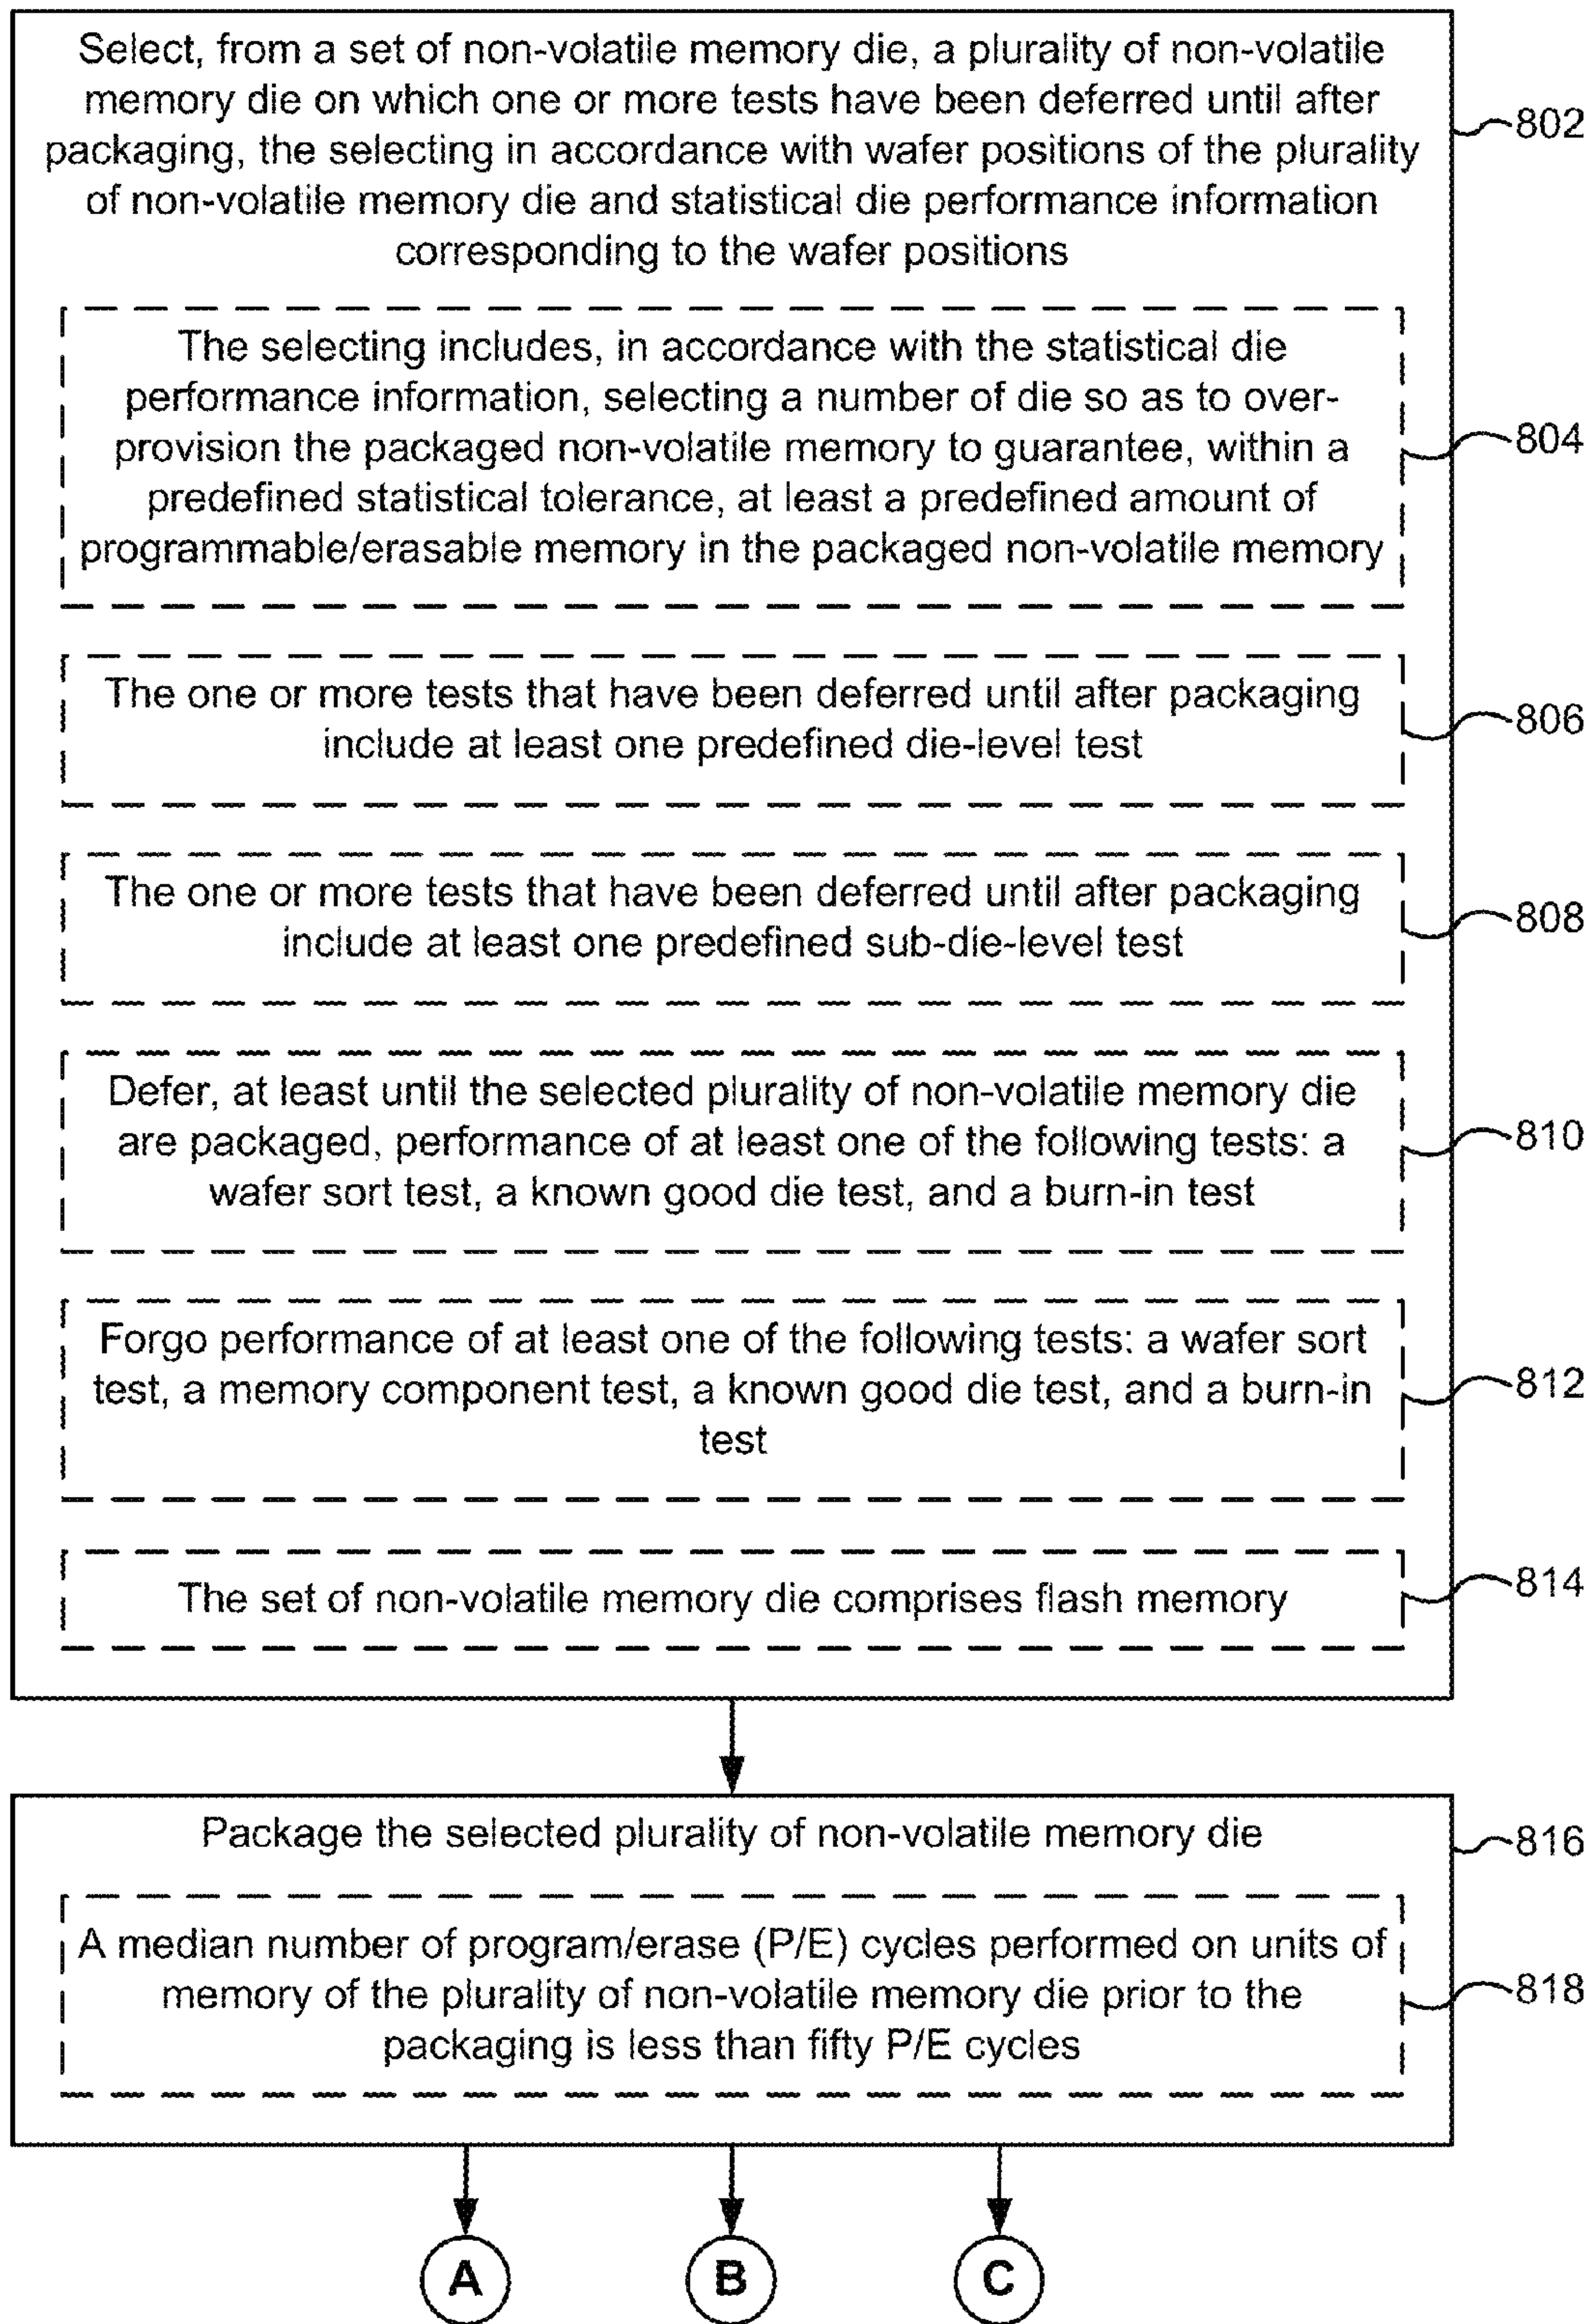 Select, from a set of non-volatile memory die, a plurality of non-volatile
memory die on which one or more tests have been deferred until after
packaging, the selecting in accordance with wafer positions of the plurality
of non-volatile memory die and statistical die performance information
corresponding to the wafer positions
802
The selecting includes, in accordance with the statistical die
performance information, selecting a number of die so as to over-
provision the packaged non-volatile memory to guarantee, within a
predefined statistical tolerance, at least a predefined amount of
programmable/erasable memory in the packaged non-volatile memory
804
The one or more tests that have been deferred until after packaging
include at least one predefined die-level test
806
The one or more tests that have been deferred until after packaging
include at least one predefined sub-die-level test
808
Defer, at least until the selected plurality of non-volatile memory die
are packaged, performance of at least one of the following tests: a
wafer sort test, a known good die test, and a burn-in test
810
Forgo performance of at least one of the following tests: a wafer sort
test, a memory component test, a known good die test, and a burn-in
test
812
The set of non-volatile memory die comprises flash memory
814
Package the selected plurality of non-volatile memory die
816
A median number of program/erase (P/E) cycles performed on units of
memory of the plurality of non-volatile memory die prior to the
packaging is less than fifty P/E cycles
818
A
B
C